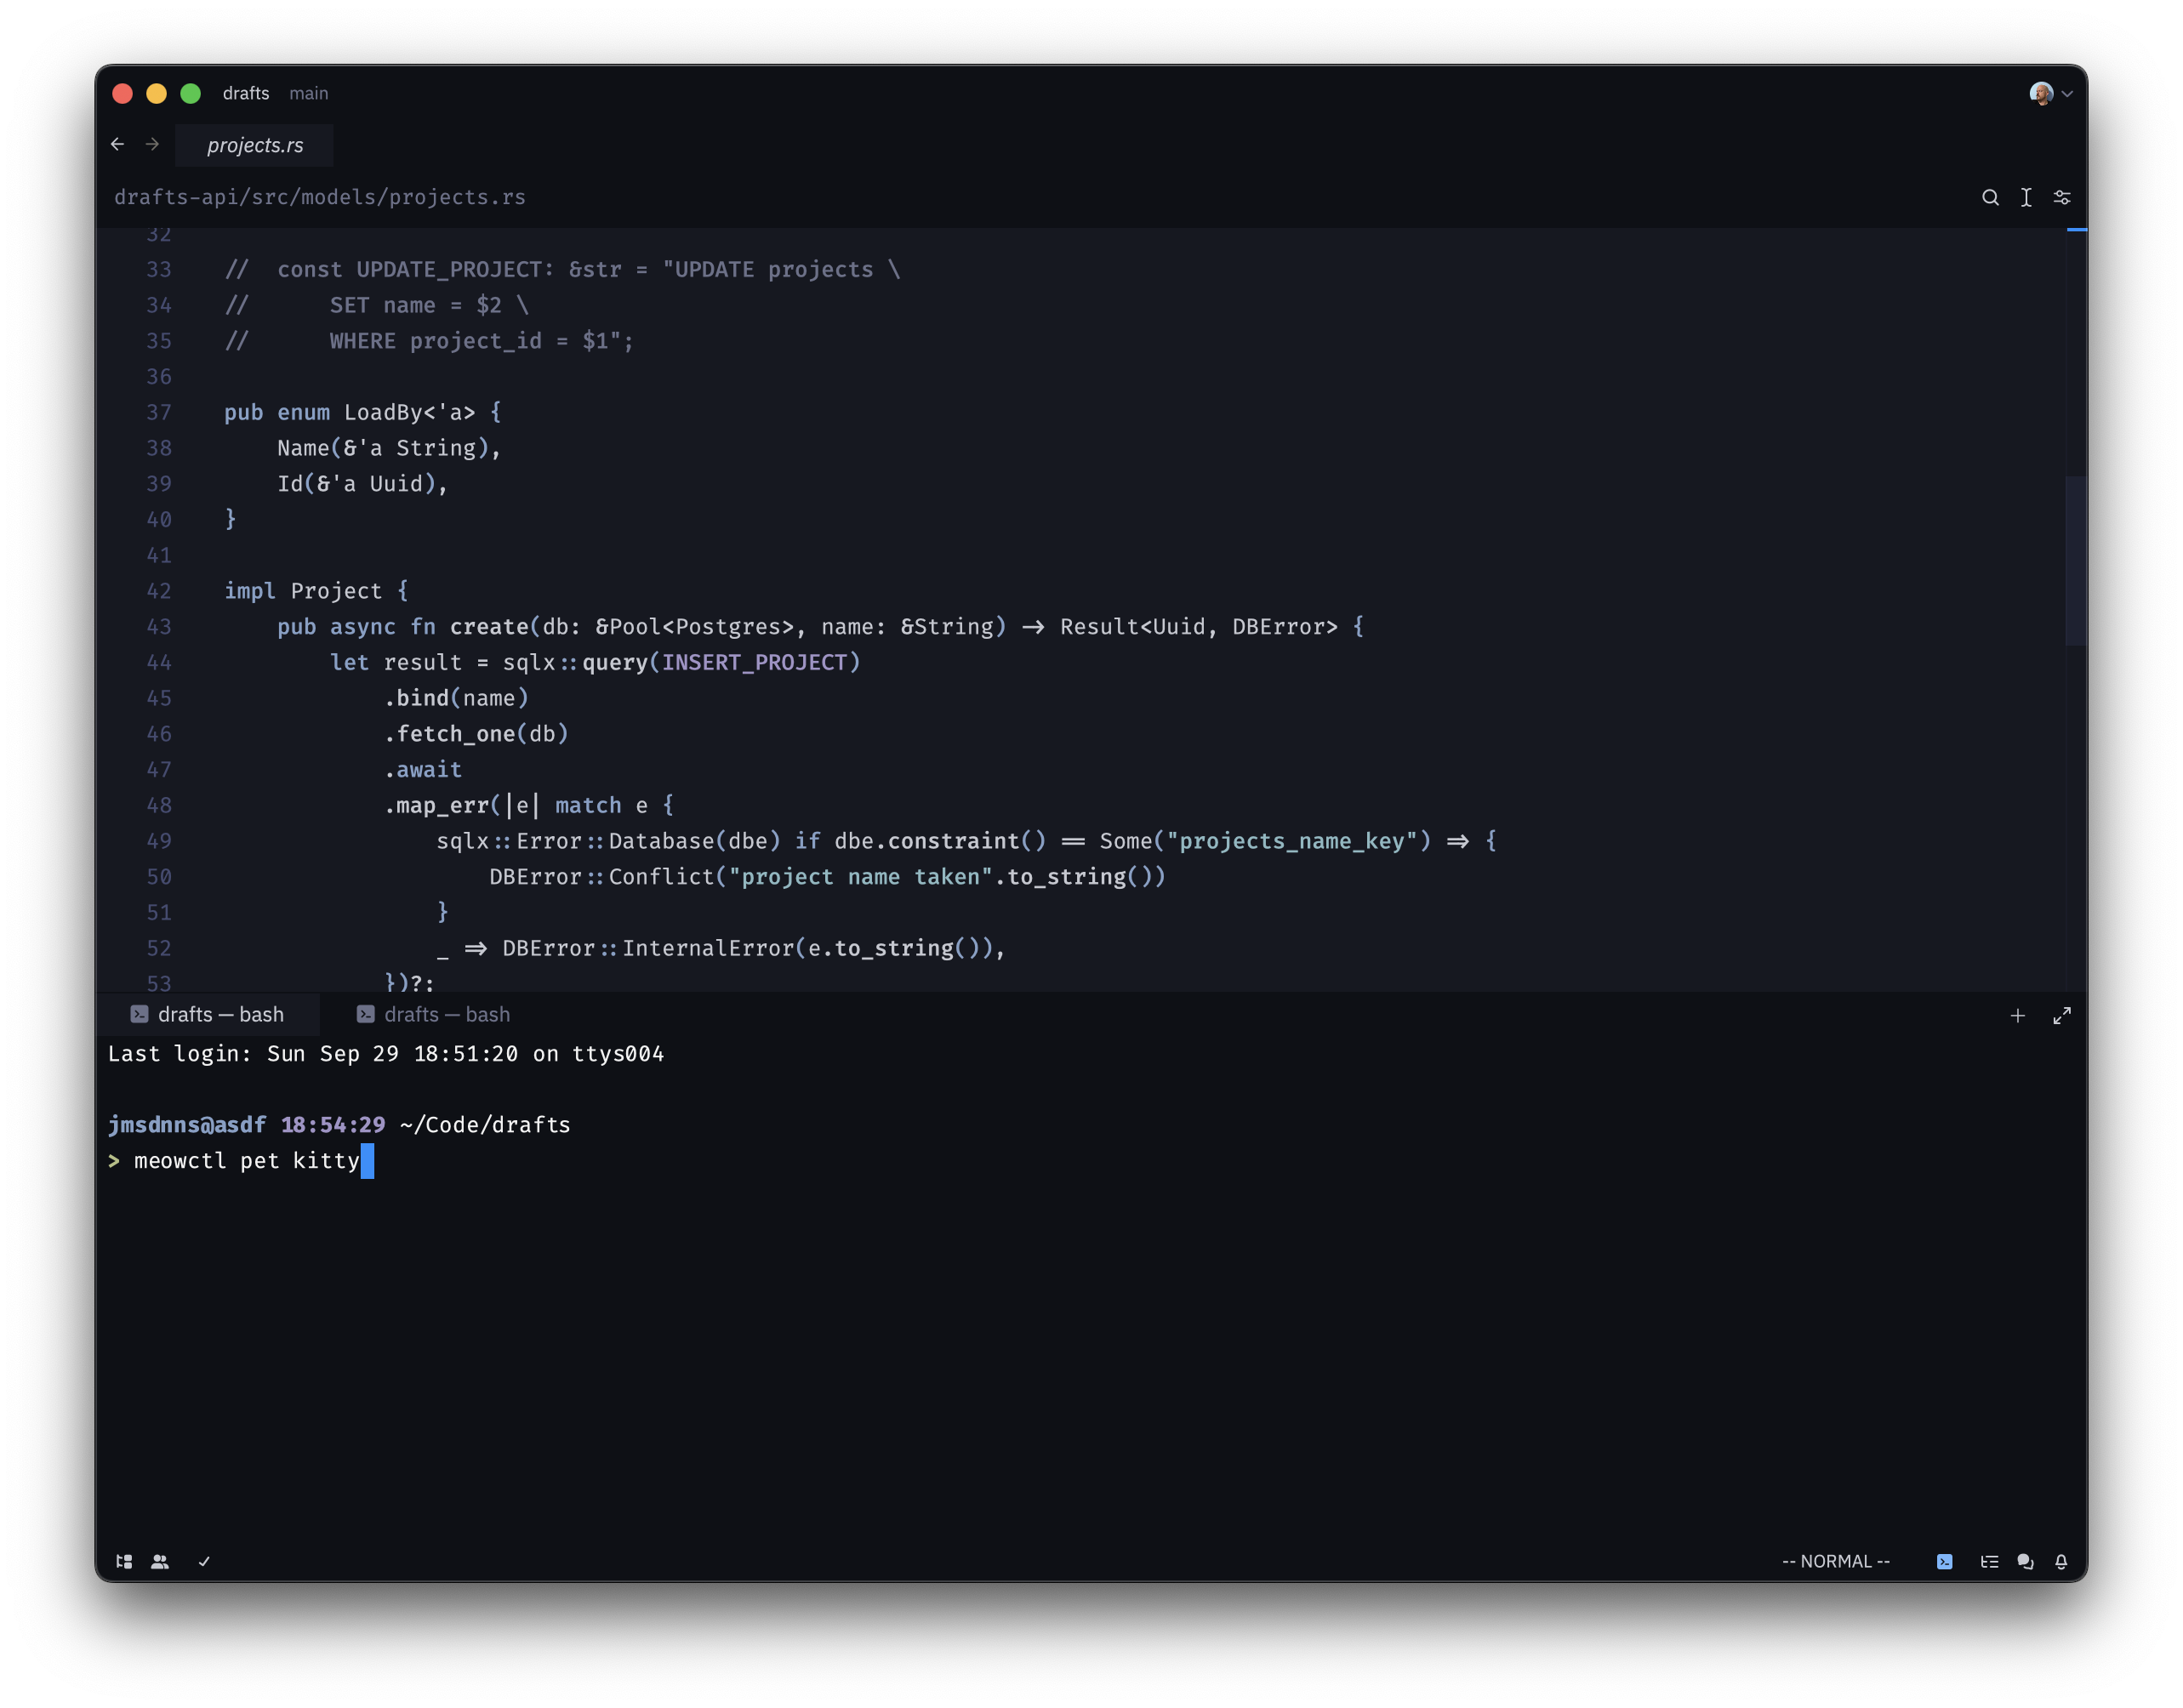 drafts main
projects.rs
drafts-api/src/models/projects.rs
32
33 //  const UPDATE_PROJECT: &str = "UPDATE projects \
34 //      SET name = $2 \
35 //      WHERE project_id = $1";
36
37 pub enum LoadBy<'a> {
38     Name(&'a String),
39     Id(&'a Uuid),
40 }
41
42 impl Project {
43     pub async fn create(db: &Pool<Postgres>, name: &String) -> Result<Uuid, DBError> {
44         let result = sqlx::query(INSERT_PROJECT)
45             .bind(name)
46             .fetch_one(db)
47             .await
48             .map_err(|e| match e {
49                 sqlx::Error::Database(dbe) if dbe.constraint() == Some("projects_name_key") => {
50                     DBError::Conflict("project name taken".to_string())
51                 }
52                 _ => DBError::InternalError(e.to_string()),
53             })?;
drafts — bash drafts — bash
Last login: Sun Sep 29 18:51:20 on ttys004
jmsdnns@asdf 18:54:29 ~/Code/drafts
> meowctl pet kitty
-- NORMAL --